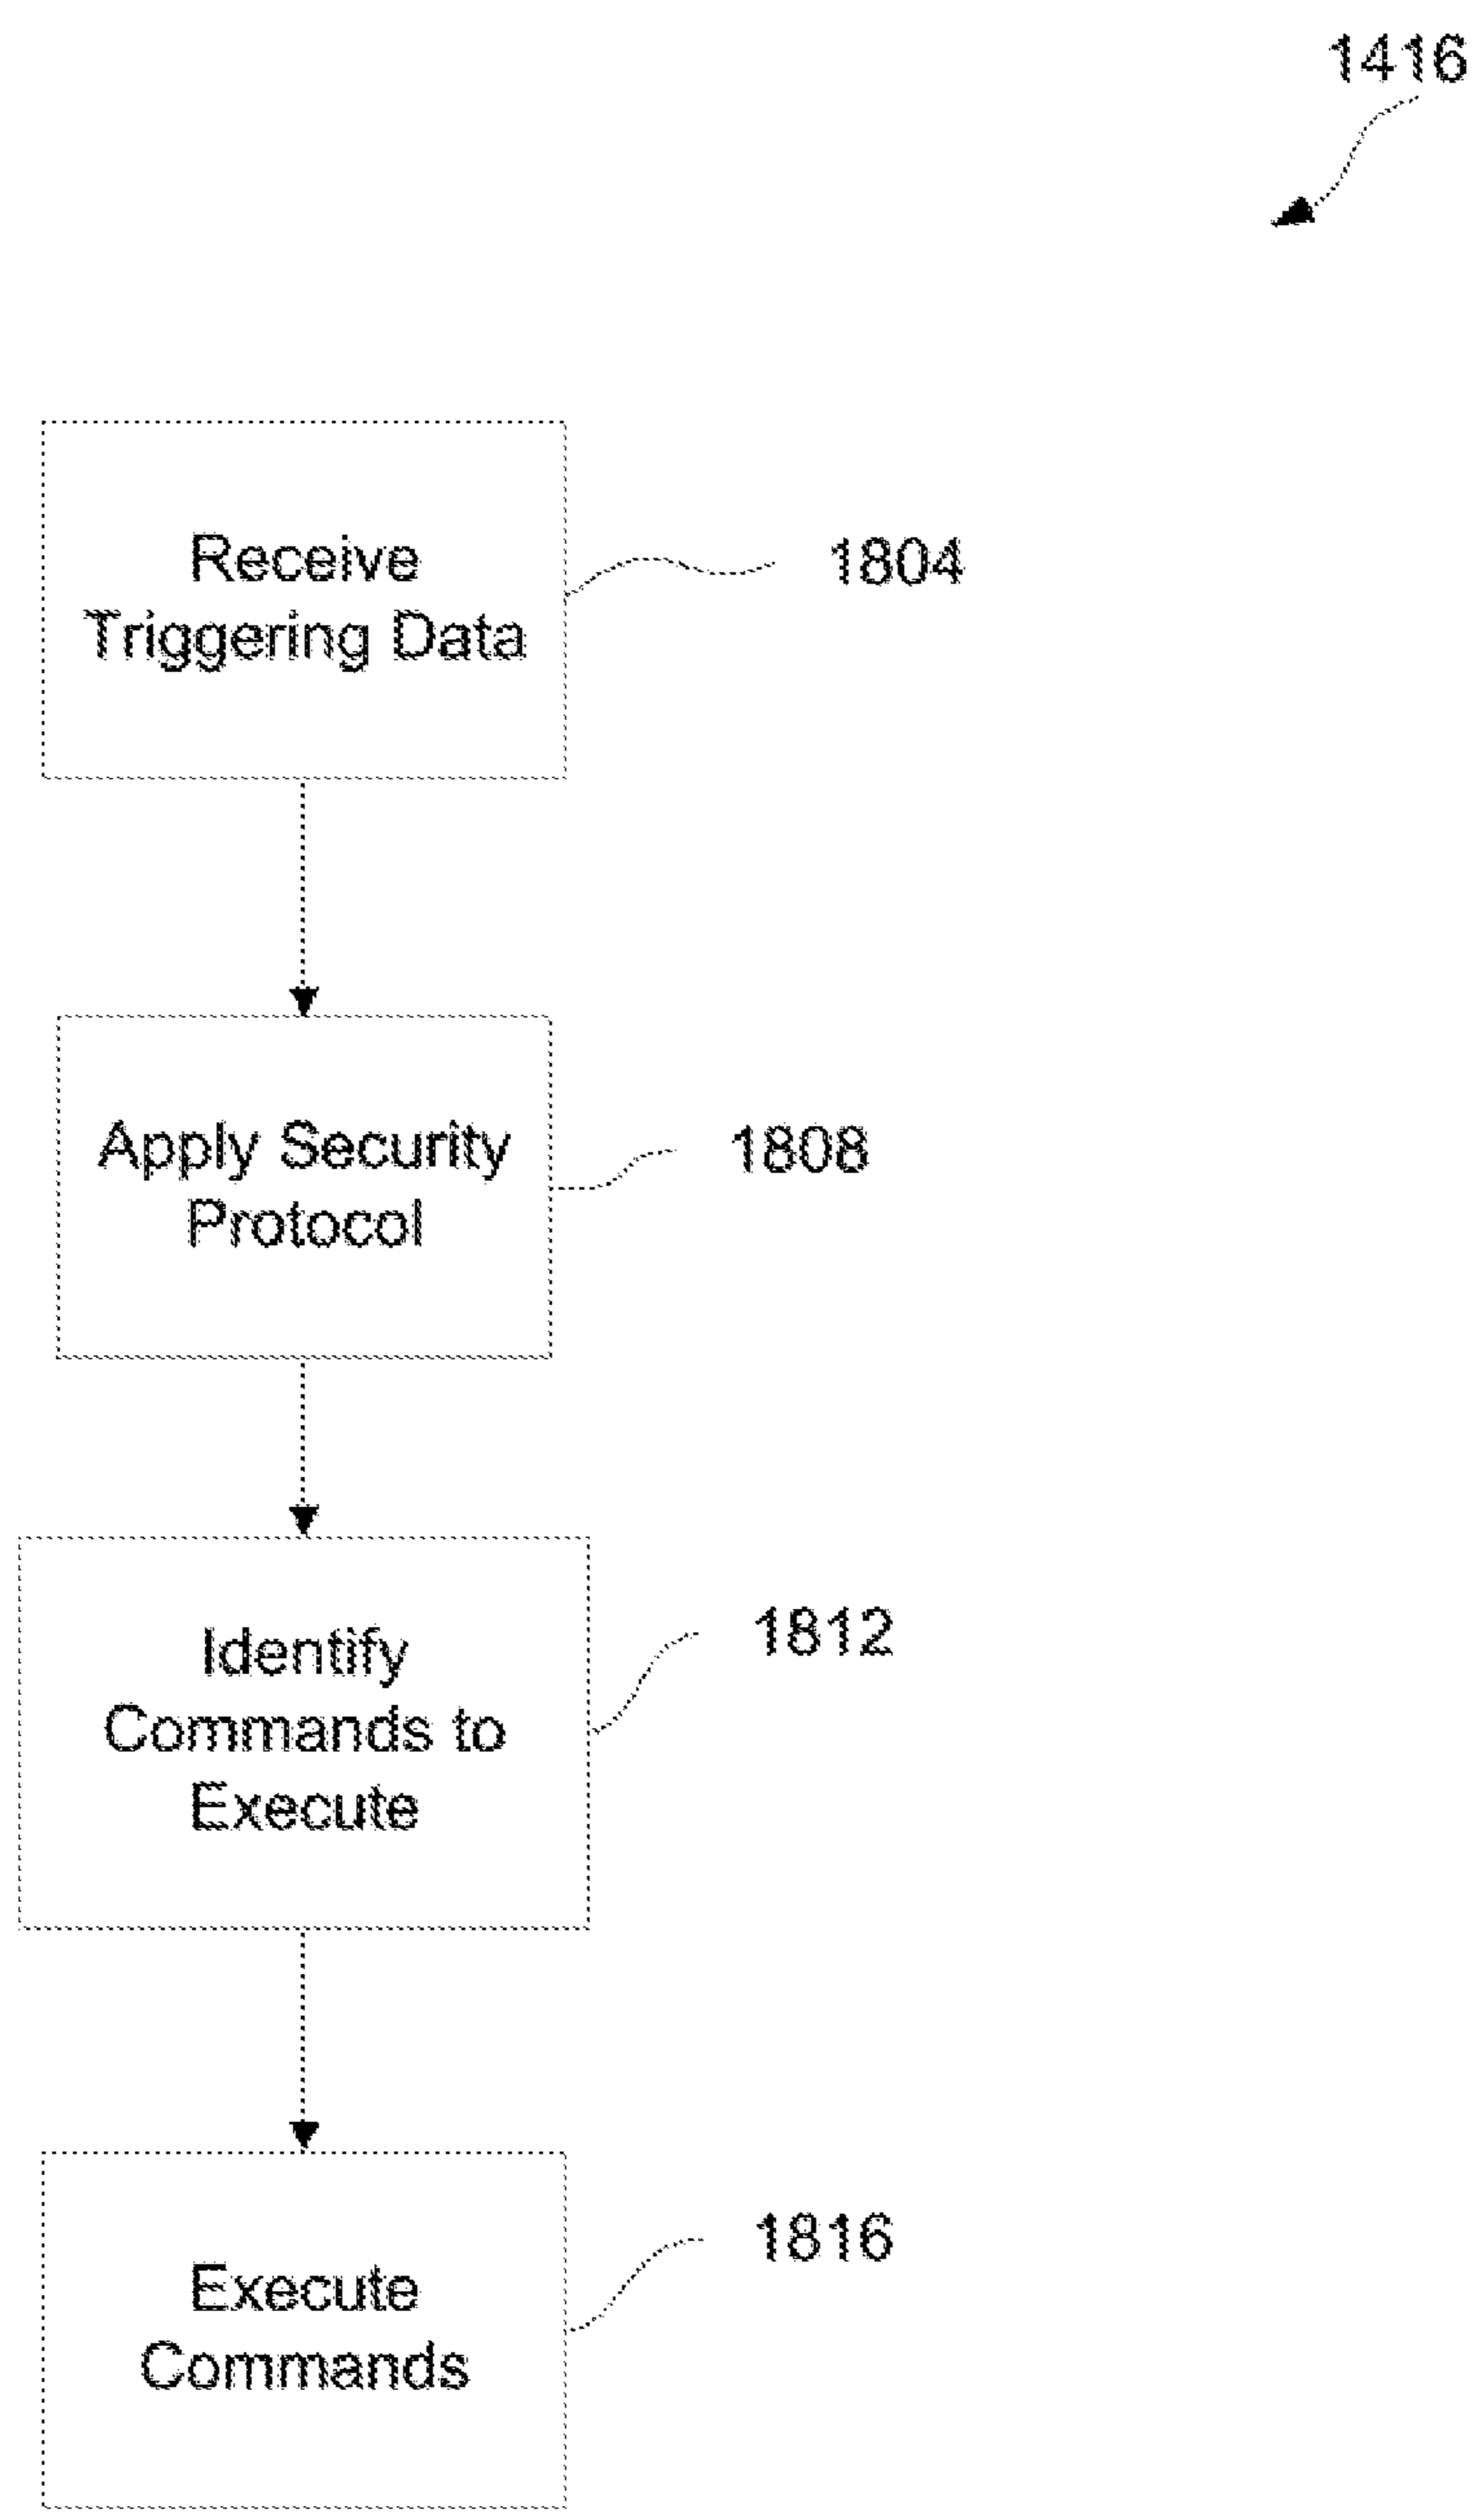 1416
Receive
Triggering Data
1804
Apply Security
Protocol
1808
Identify
Commands to
Execute
1812
Execute
Commands
1816